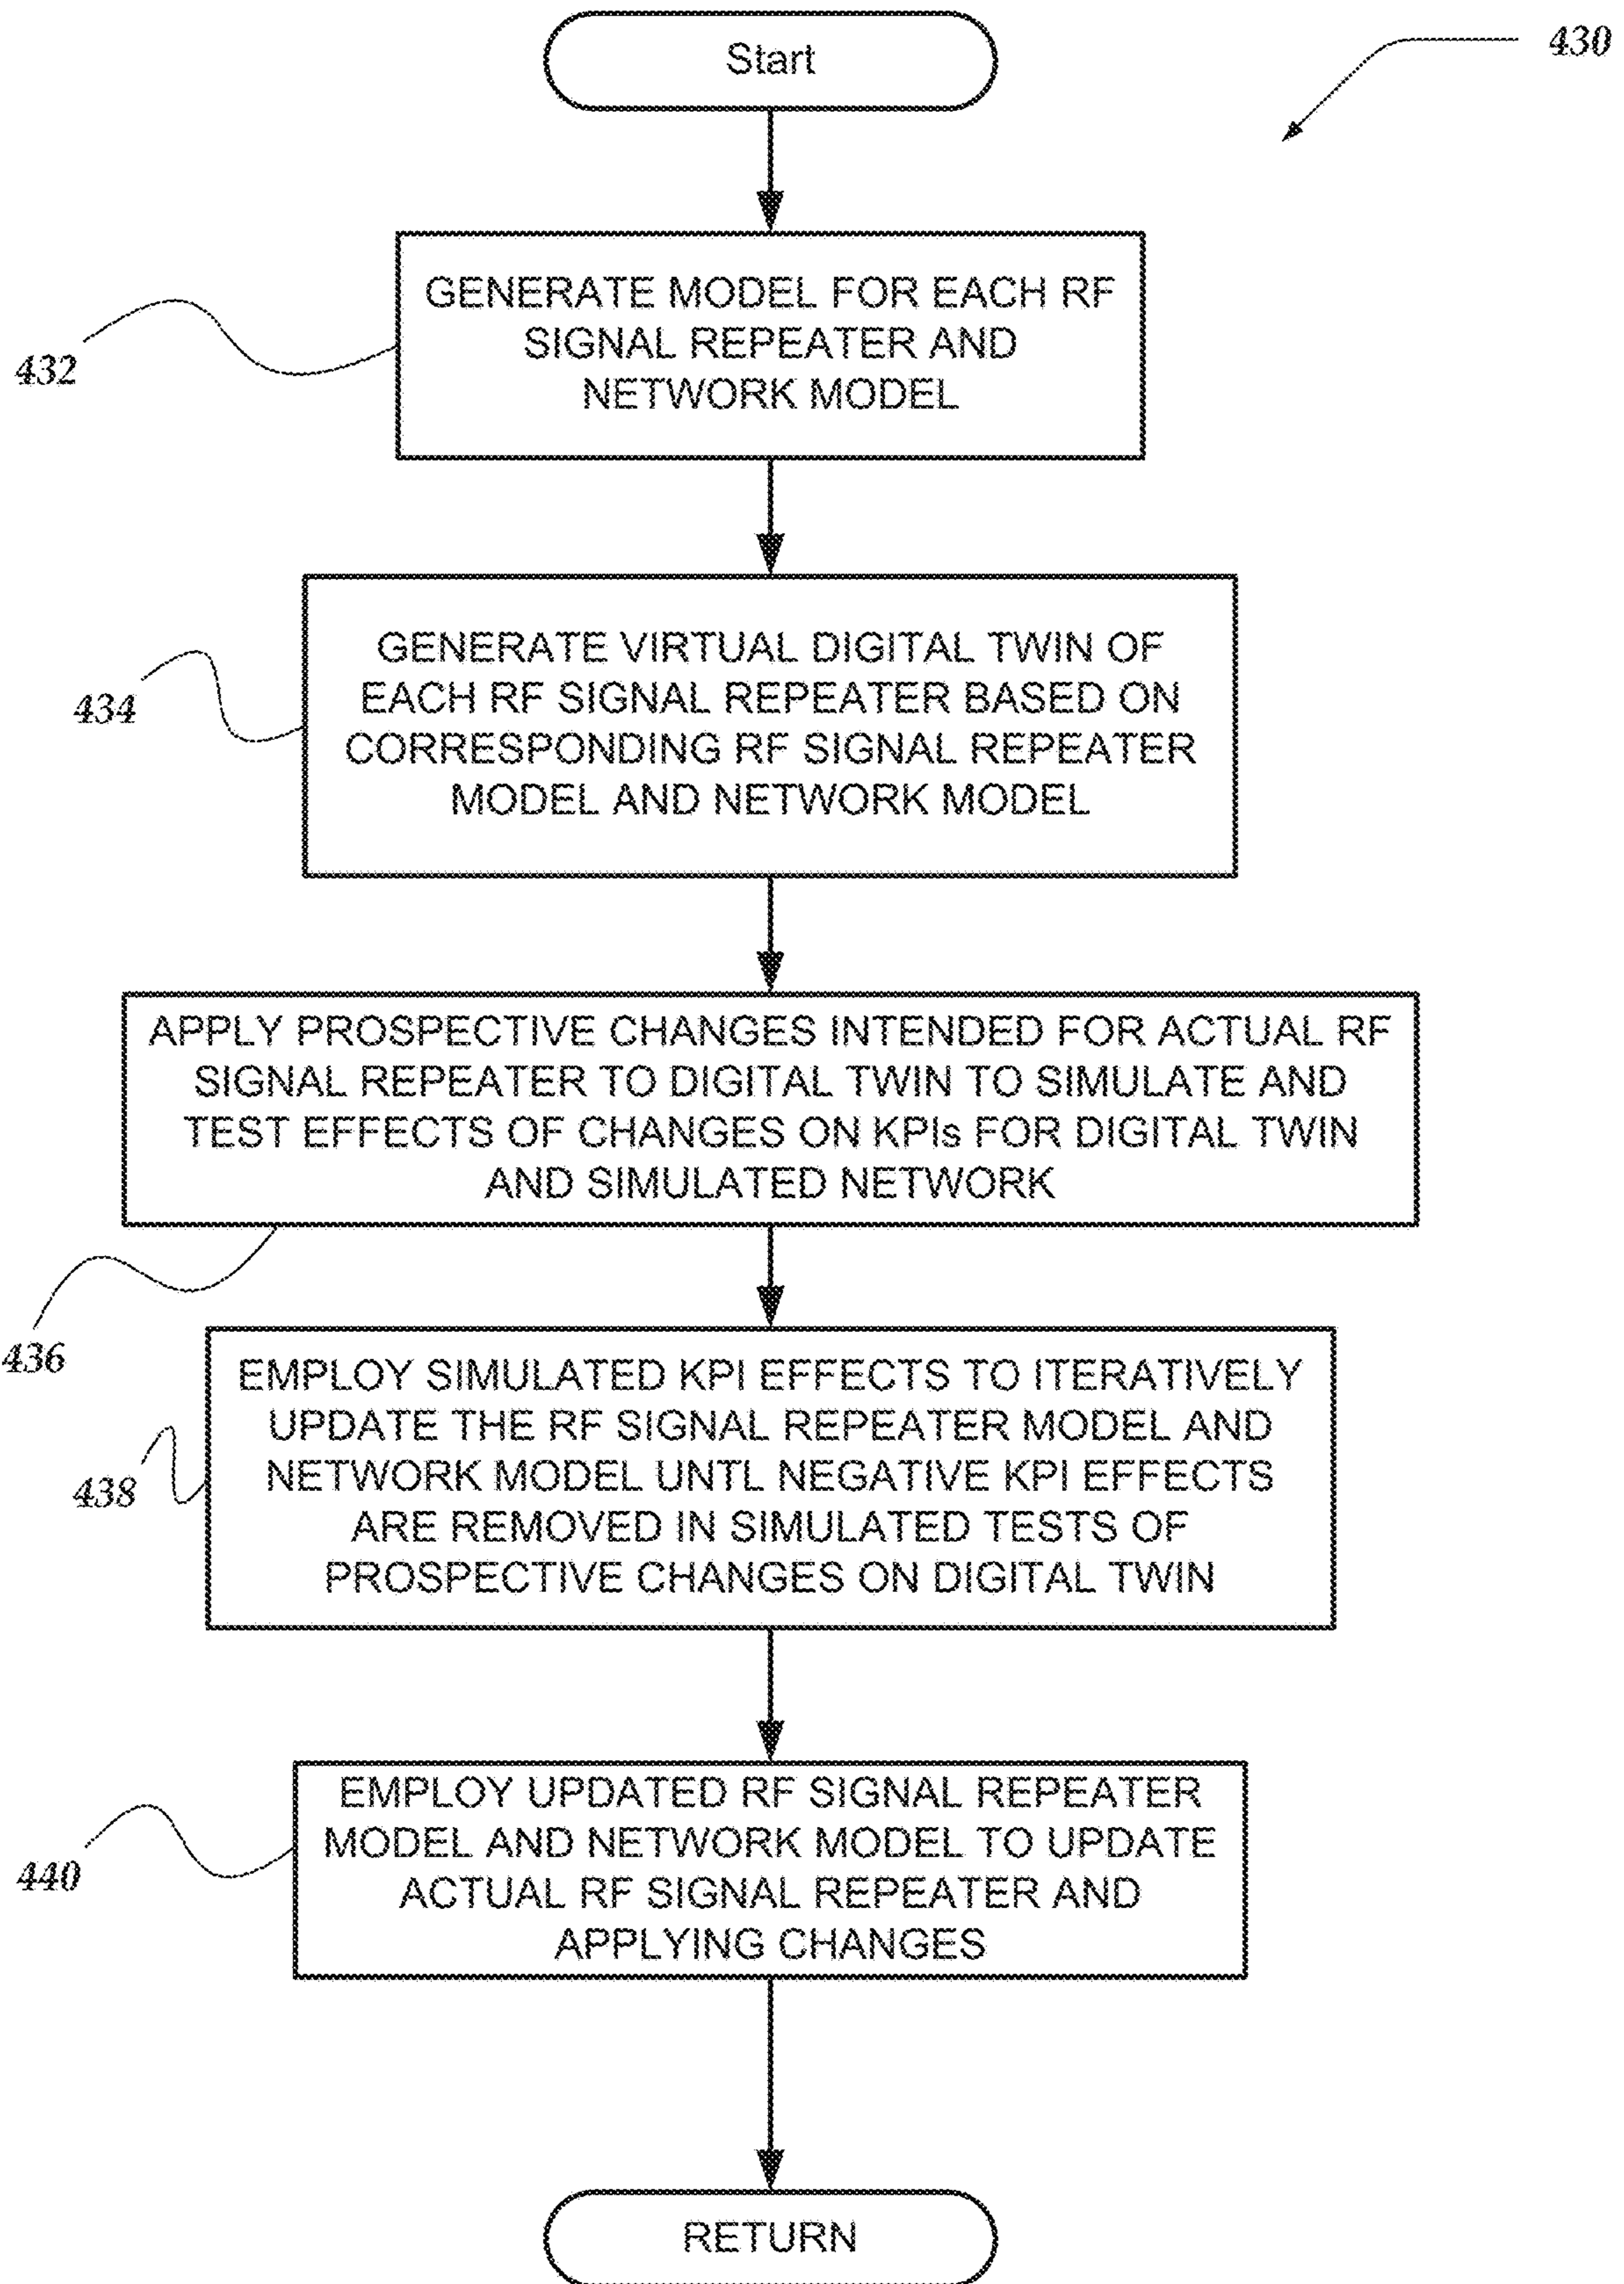 Start
430
GENERATE MODEL FOR EACH RF
SIGNAL REPEATER AND
NETWORK MODEL
432
GENERATE VIRTUAL DIGITAL TWIN OF
EACH RF SIGNAL REPEATER BASED ON
CORRESPONDING RF SIGNAL REPEATER
MODEL AND NETWORK MODEL
434
APPLY PROSPECTIVE CHANGES INTENDED FOR ACTUAL RF
SIGNAL REPEATER TO DIGITAL TWIN TO SIMULATE AND
TEST EFFECTS OF CHANGES ON KPIs FOR DIGITAL TWIN
AND SIMULATED NETWORK
436
EMPLOY SIMULATED KPI EFFECTS TO ITERATIVELY
UPDATE THE RF SIGNAL REPEATER MODEL AND
NETWORK MODEL UNTL NEGATIVE KPI EFFECTS
ARE REMOVED IN SIMULATED TESTS OF
PROSPECTIVE CHANGES ON DIGITAL TWIN
438
EMPLOY UPDATED RF SIGNAL REPEATER
MODEL AND NETWORK MODEL TO UPDATE
ACTUAL RF SIGNAL REPEATER AND
APPLYING CHANGES
440
RETURN